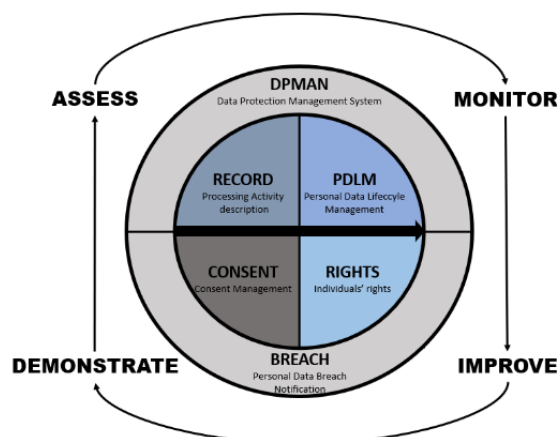 DPMAN
Data Protection Management System
ASSESS
MONITOR
RECORD
Processing Activity
description
PDLM
Personal Data Lifeccyle
Management
CONSENT
Consent Management
RIGHTS
Individuals' rights
DEMONSTRATE
IMPROVE
BREACH
Personal Data Breach
Notification